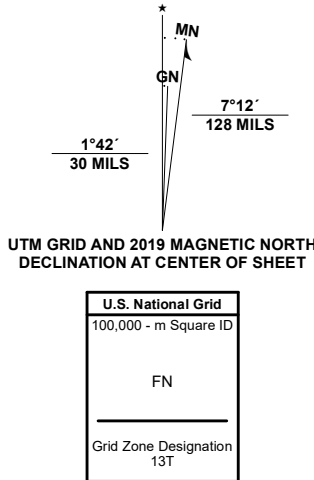 ★
MN
GN
1°42´
30 MILS
7°12´
128 MILS
UTM GRID AND 2019 MAGNETIC NORTH
DECLINATION AT CENTER OF SHEET
U.S. National Grid
100,000 - m Square ID
FN
Grid Zone Designation
13T